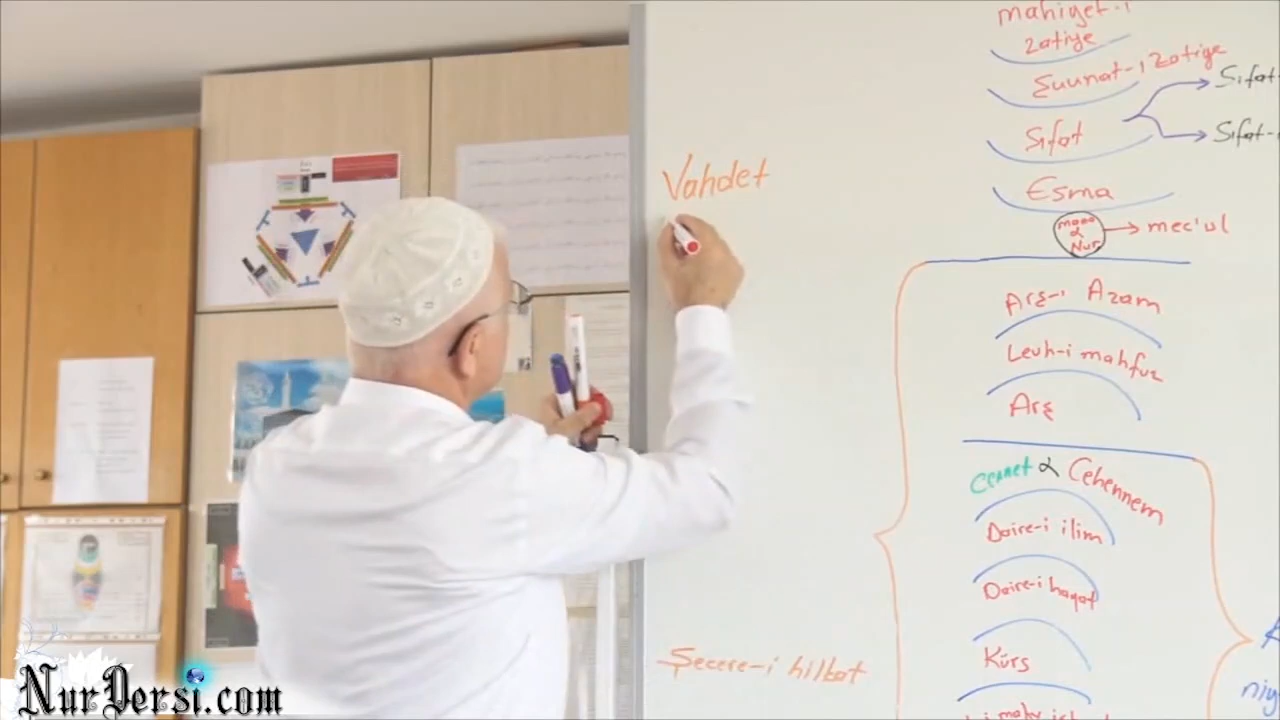 mahiyet-i
zatiye
şuunat-i zatiye
Sıfat
Sıfat-
Sıfat-
Vahdet
Esma
Nur
mec'ul
Arş-ı Azam
Levh-i mahfuz
Arş
Cennet & Cehennem
Daire-i ilim
Daire-i hayat
Kürs
Şecere-i hilkat
niy
NurDersi.com